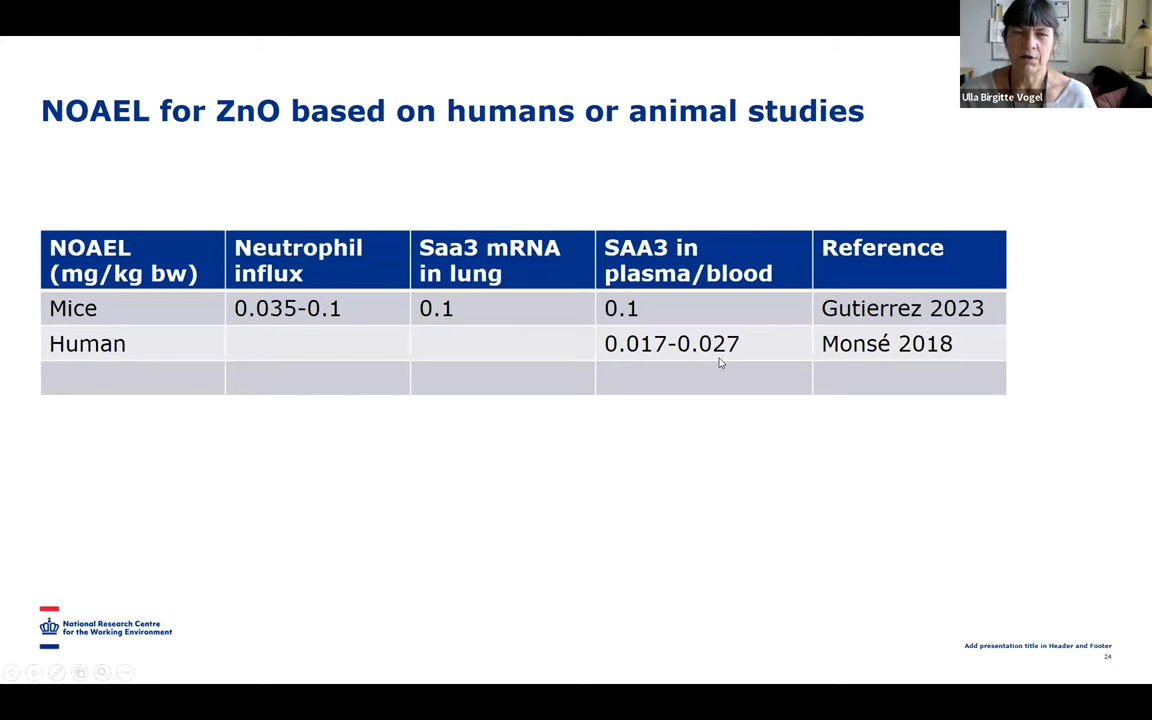 Ulla Birgitte Vogel
NOAEL for ZnO based on humans or animal studies
NOAEL (mg/kg bw)
Neutrophil influx
Saa3 mRNA in lung
SAA3 in plasma/blood
Reference
Mice 0.035-0.1 0.1 0.1 Gutierrez 2023
Human 0.017-0.027 Monsé 2018
National Research Centre
for the Working Environment
Add presentation title in Header and Footer
24